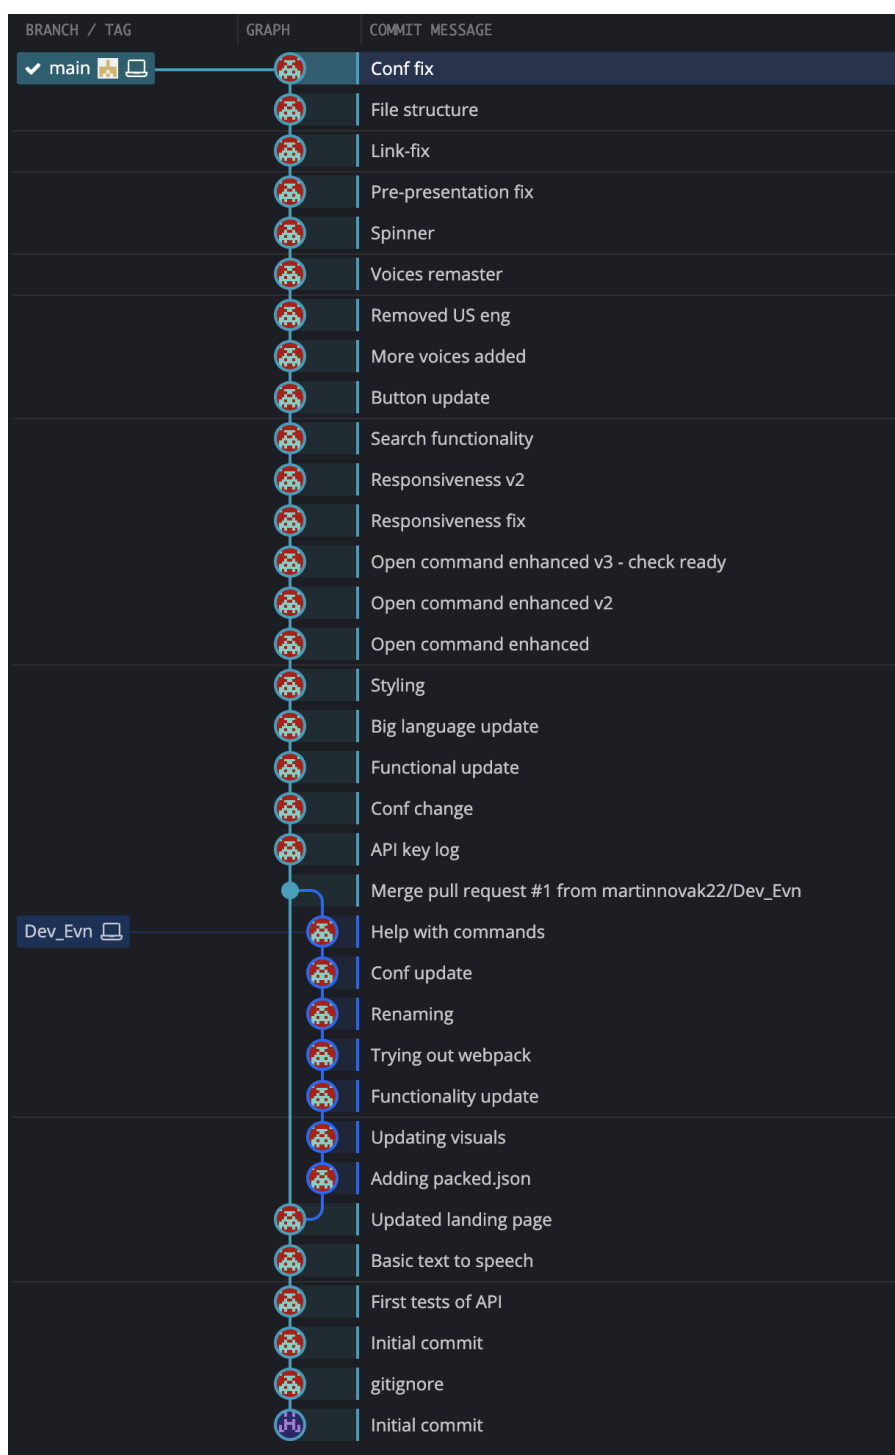 BRANCH / TAG GRAPH COMMIT MESSAGE
main Conf fix
File structure
Link-fix
Pre-presentation fix
Spinner
Voices remaster
Removed US eng
More voices added
Button update
Search functionality
Responsiveness v2
Responsiveness fix
Open command enhanced v3 - check ready
Open command enhanced v2
Open command enhanced
Styling
Big language update
Functional update
Conf change
API key log
Merge pull request #1 from martinnovak22/Dev_Evn
Dev_Evn Help with commands
Conf update
Renaming
Trying out webpack
Functionality update
Updating visuals
Adding packed.json
Updated landing page
Basic text to speech
First tests of API
Initial commit
gitignore
Initial commit